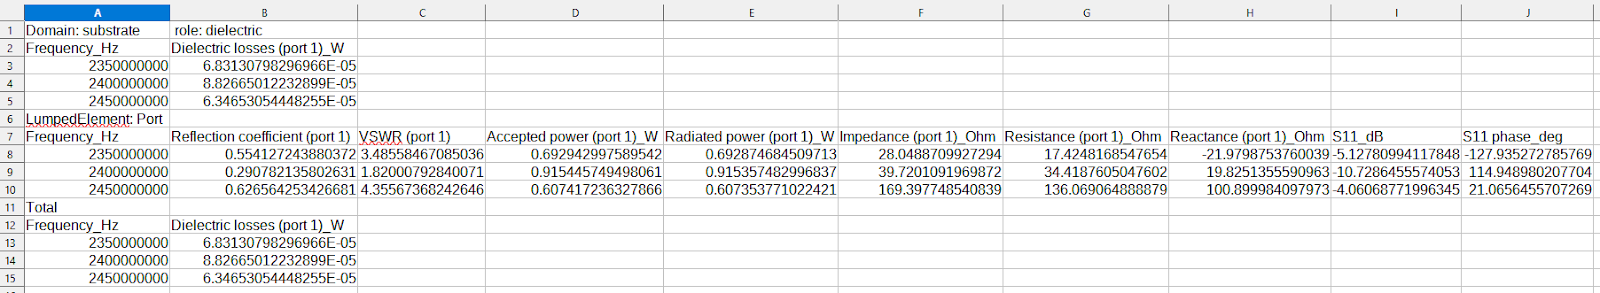 A B C D E F G H I J
1 Domain: substrate role: dielectric
2 Frequency_Hz Dielectric losses (port 1)_W
3 2350000000 6.83130798296966E-05
4 2400000000 8.82665012232899E-05
5 2450000000 6.34653054448255E-05
6 LumpedElement: Port
7 Frequency_Hz Reflection coefficient (port 1) VSWR (port 1) Accepted power (port 1)_W Radiated power (port 1)_W Impedance (port 1)_Ohm Resistance (port 1)_Ohm Reactance (port 1)_Ohm S11_dB S11 phase_deg
8 2350000000 0.554127243880372 3.48558467085036 0.692942997589542 0.692874684509713 28.0488709927294 17.4248168547654 -21.9798753760039 -5.12780994117848 -127.935272785769
9 2400000000 0.290782135802631 1.82000792840071 0.915445749498061 0.915357482996837 39.7201091969872 34.4187605047602 19.8251355590963 -10.7286455574053 114.948980207704
10 2450000000 0.626564253426681 4.35567368242646 0.607417236327866 0.607353771022421 169.397748540839 136.069064888879 100.899984097973 -4.06068771996345 21.0656455707269
11 Total
12 Frequency_Hz Dielectric losses (port 1)_W
13 2350000000 6.83130798296966E-05
14 2400000000 8.82665012232899E-05
15 2450000000 6.34653054448255E-05